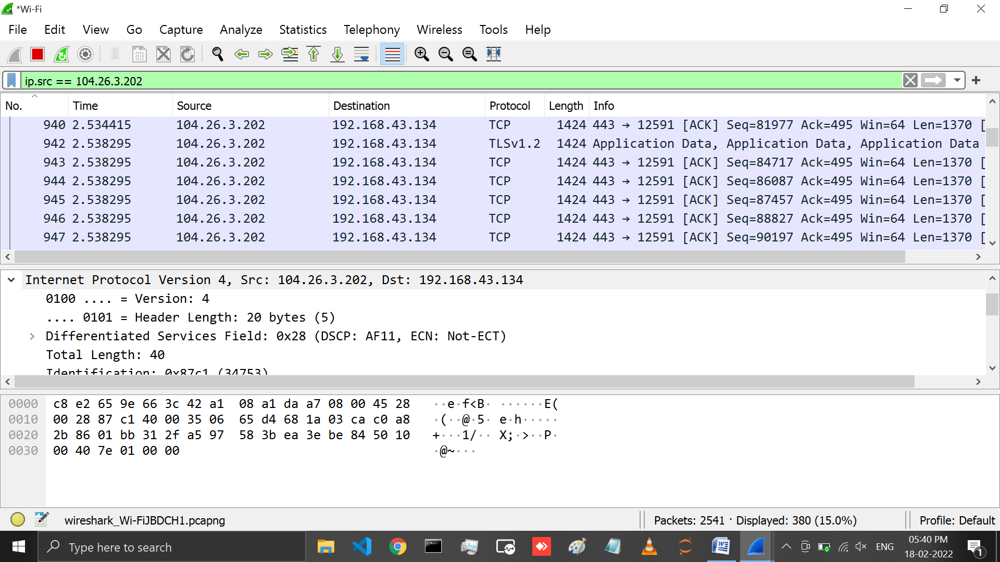 *Wi-Fi
File Edit View Go Capture Analyze Statistics Telephony Wireless Tools Help
ip.src == 104.26.3.202
No. Time Source Destination Protocol Length Info
940 2.534415 104.26.3.202 192.168.43.134 TCP 1424 443 → 12591 [ACK] Seq=81977 Ack=495 Win=64 Len=1370 [
942 2.538295 104.26.3.202 192.168.43.134 TLSv1.2 1424 Application Data, Application Data, Application Data
943 2.538295 104.26.3.202 192.168.43.134 TCP 1424 443 → 12591 [ACK] Seq=84717 Ack=495 Win=64 Len=1370 [
944 2.538295 104.26.3.202 192.168.43.134 TCP 1424 443 → 12591 [ACK] Seq=86087 Ack=495 Win=64 Len=1370 [
945 2.538295 104.26.3.202 192.168.43.134 TCP 1424 443 → 12591 [ACK] Seq=87457 Ack=495 Win=64 Len=1370 [
946 2.538295 104.26.3.202 192.168.43.134 TCP 1424 443 → 12591 [ACK] Seq=88827 Ack=495 Win=64 Len=1370 [
947 2.538295 104.26.3.202 192.168.43.134 TCP 1424 443 → 12591 [ACK] Seq=90197 Ack=495 Win=64 Len=1370 [
Internet Protocol Version 4, Src: 104.26.3.202, Dst: 192.168.43.134
0100 .... = Version: 4
.... 0101 = Header Length: 20 bytes (5)
Differentiated Services Field: 0x28 (DSCP: AF11, ECN: Not-ECT)
Total Length: 40
Identification: 0x87c1 (34753)
0000 c8 e2 65 9e 66 3c 42 a1 08 a1 da a7 08 00 45 28 ··e·f<B· ······E(
0010 00 28 87 c1 40 00 35 06 65 d4 68 1a 03 ca c0 a8 ·(··@·5· e·h·····
0020 2b 86 01 bb 31 2f a5 97 58 3b ea 3e be 84 50 10 +···1/·· X;·>··P·
0030 00 40 7e 01 00 00 ·@~···
wireshark_Wi-FiJBDCH1.pcapng Packets: 2541 · Displayed: 380 (15.0%) Profile: Default
Type here to search ENG 05:40 PM
18-02-2022 1